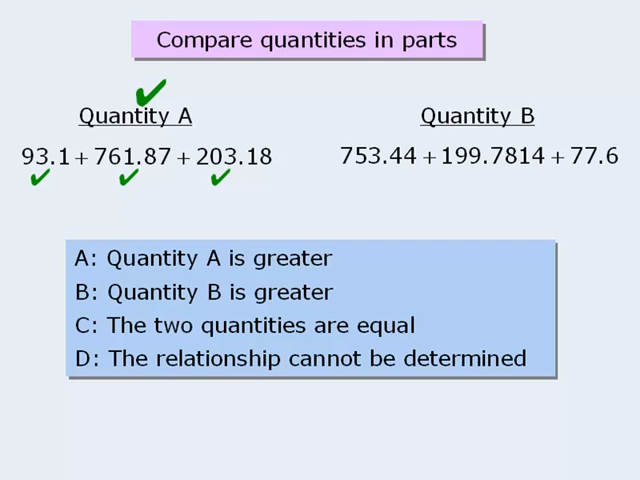 Compare quantities in parts
Quantity A
Quantity B
93.1 + 761.87 + 203.18
753.44 + 199.7814 + 77.6
A: Quantity A is greater
B: Quantity B is greater
C: The two quantities are equal
D: The relationship cannot be determined